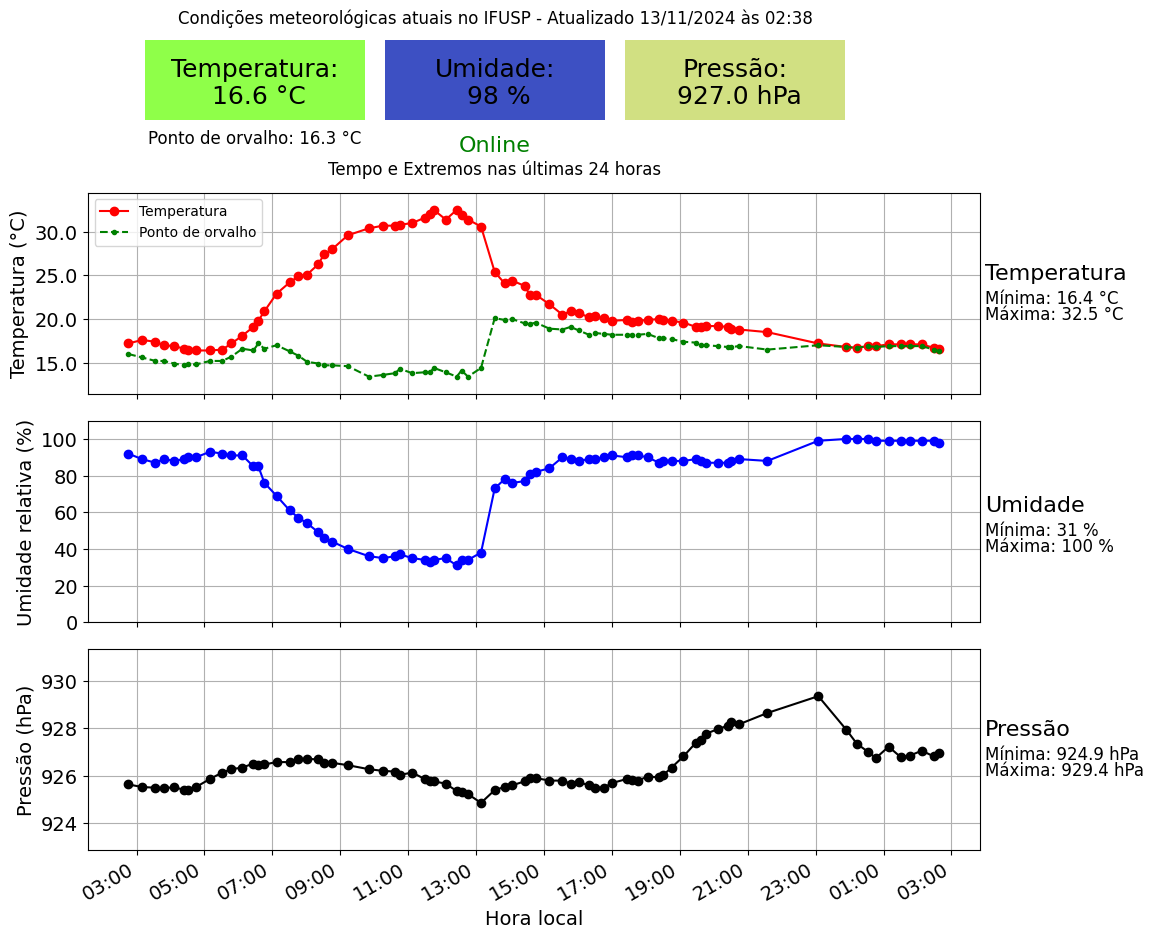 Condições meteorológicas atuais no IFUSP - Atualizado 13/11/2024 às 02:38
Temperatura:
16.6 °C
Umidade:
98 %
Pressão:
927.0 hPa
Ponto de orvalho: 16.3 °C
Online
Tempo e Extremos nas últimas 24 horas
Temperatura (°C)
30.0
25.0
20.0
15.0
Temperatura
Ponto de orvalho
Temperatura
Mínima: 16.4 °C
Máxima: 32.5 °C
Umidade relativa (%)
100
80
60
40
20
0
Umidade
Mínima: 31 %
Máxima: 100 %
Pressão (hPa)
930
928
926
924
Pressão
Mínima: 924.9 hPa
Máxima: 929.4 hPa
03:00 05:00 07:00 09:00 11:00 13:00 15:00 17:00 19:00 21:00 23:00 01:00 03:00
Hora local